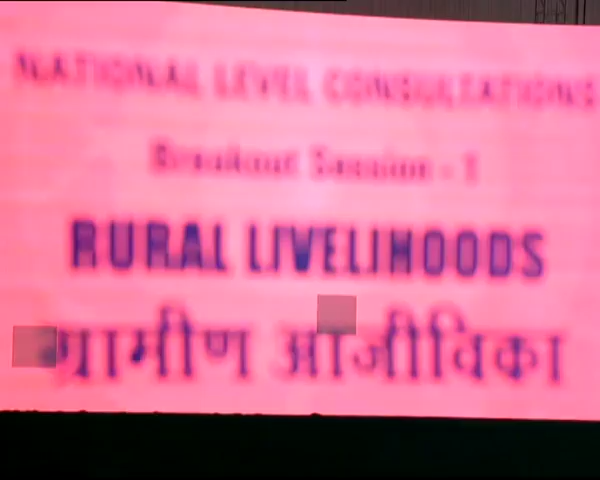 NATIONAL LEVEL CONSULTATIONS
Breakout Session - 1
RURAL LIVELIHOODS
ग्रामीण आजीविका